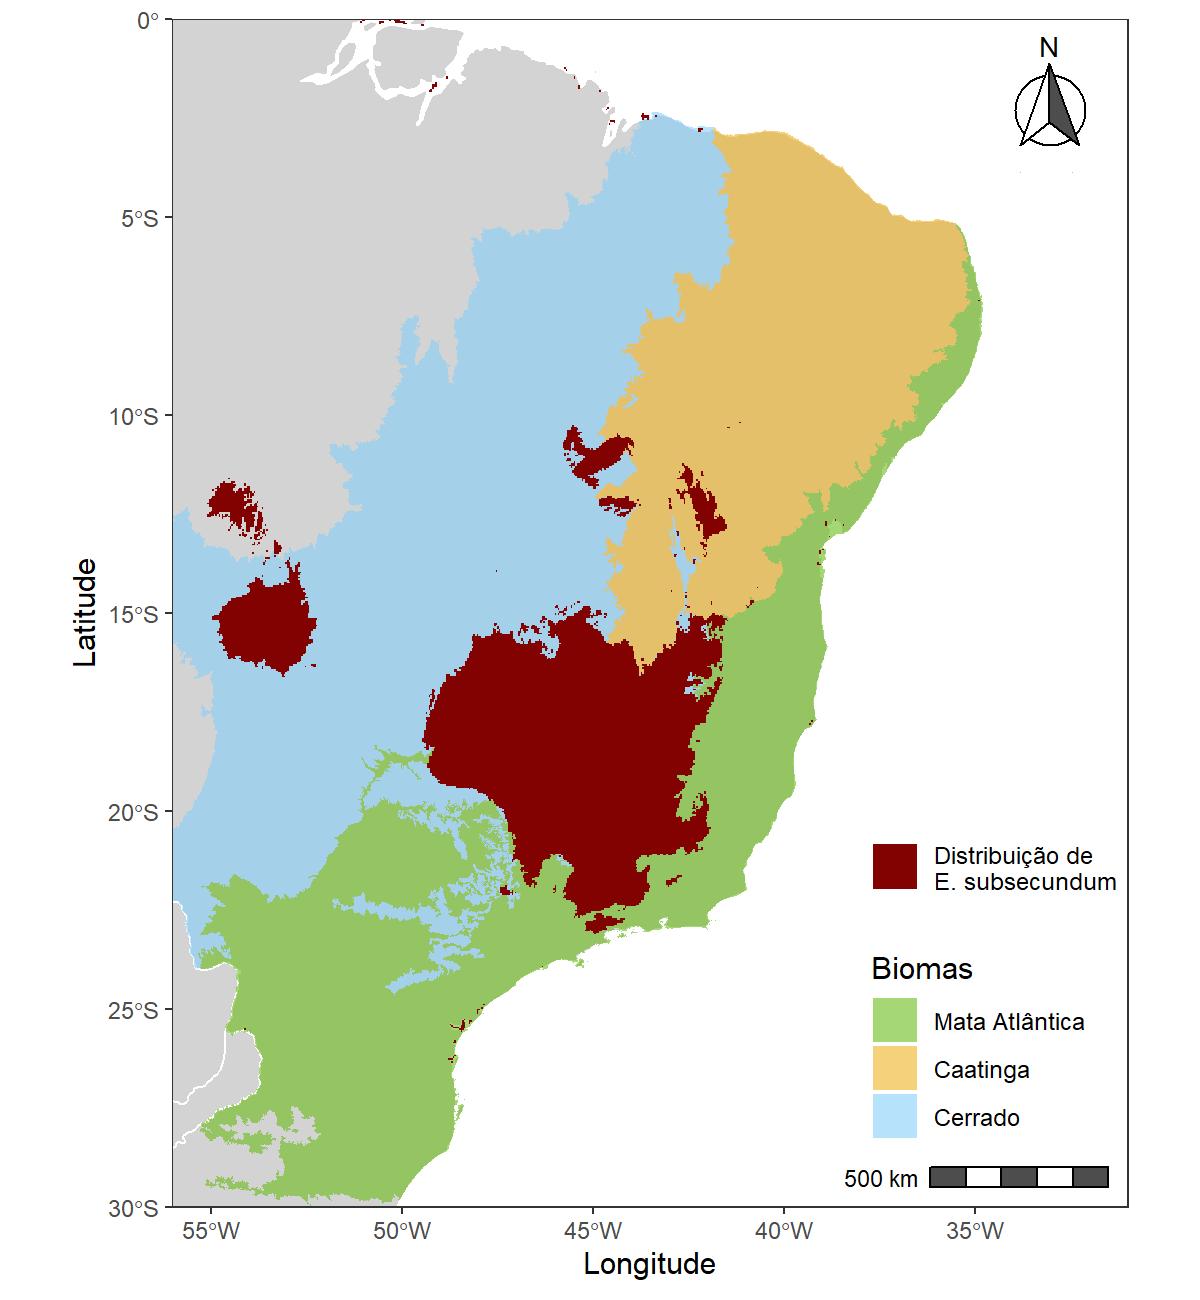 0°
5°S
10°S
15°S
20°S
25°S
30°S
Latitude
N
Distribuição de
E. subsecundum
Biomas
Mata Atlântica
Caatinga
Cerrado
500 km
55°W
50°W
45°W
40°W
35°W
Longitude